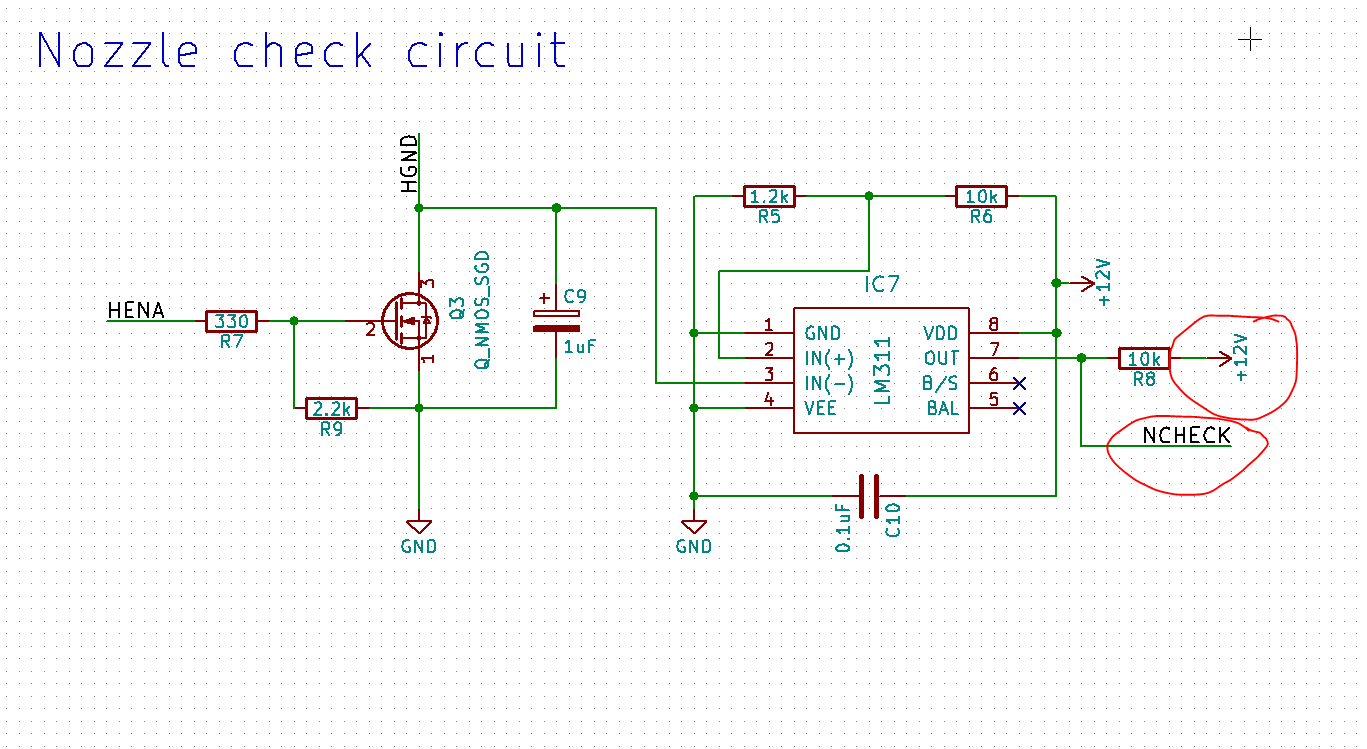 Nozzle check circuit
HGND
HENA
330
R7
2.2k
R9
2
3
1
Q3
Q_NMOS_SGD
+
C9
1uF
GND
1.2k
R5
10k
R6
+12V
IC7
LM311
1 GND VDD 8
2 IN(+) OUT 7
3 IN(-) B/S 6
4 VEE BAL 5
10k
R8
+12V
NCHECK
0.1uF
C10
GND